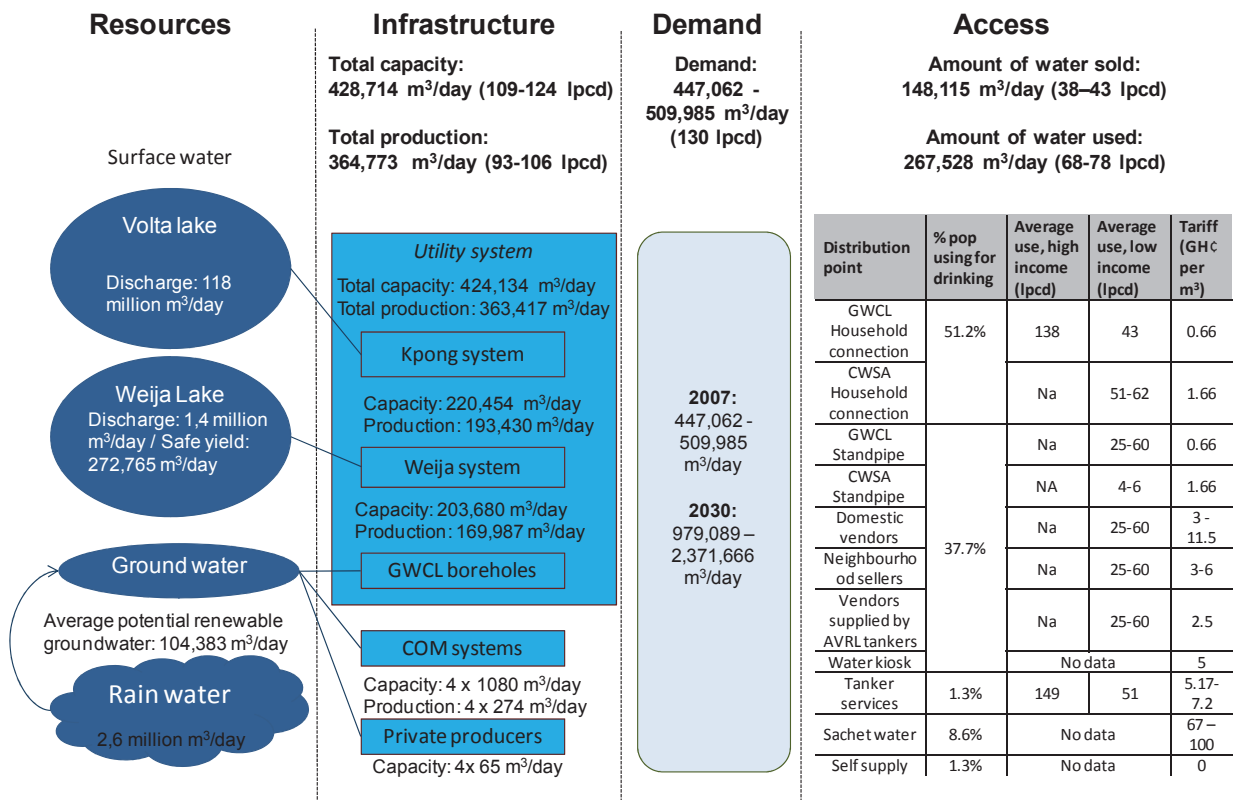 Resources
Infrastructure
Demand
Access
Total capacity:
428,714 m³/day (109-124 lpcd)
Total production:
364,773 m³/day (93-106 lpcd)
Demand:
447,062 -
509,985 m³/day
(130 lpcd)
Amount of water sold:
148,115 m³/day (38–43 lpcd)
Amount of water used:
267,528 m³/day (68-78 lpcd)
Surface water
Volta lake
Discharge: 118
million m³/day
Weija Lake
Discharge: 1,4 million
m³/day / Safe yield:
272,765 m³/day
Ground water
Average potential renewable
groundwater: 104,383 m³/day
Rain water
2,6 million m³/day
Utility system
Total capacity: 424,134 m³/day
Total production: 363,417 m³/day
Kpong system
Capacity: 220,454 m³/day
Production: 193,430 m³/day
Weija system
Capacity: 203,680 m³/day
Production: 169,987 m³/day
GWCL boreholes
COM systems
Capacity: 4 x 1080 m³/day
Production: 4 x 274 m³/day
Private producers
Capacity: 4x 65 m³/day
2007:
447,062 -
509,985
m³/day
2030:
979,089 –
2,371,666
m³/day
Distribution
point
% pop
using for
drinking
Average
use, high
income
(lpcd)
Average
use, low
income
(lpcd)
Tariff
(GH¢
per
m³)
GWCL
Household
connection
51.2%
138
43
0.66
CWSA
Household
connection
Na
51-62
1.66
GWCL
Standpipe
37.7%
Na
25-60
0.66
CWSA
Standpipe
NA
4-6
1.66
Domestic
vendors
Na
25-60
3 -
11.5
Neighbourho
od sellers
Na
25-60
3-6
Vendors
supplied by
AVRL tankers
Na
25-60
2.5
Water kiosk
No data
5
Tanker
services
1.3%
149
51
5.17-
7.2
Sachet water
8.6%
No data
67 –
100
Self supply
1.3%
No data
0